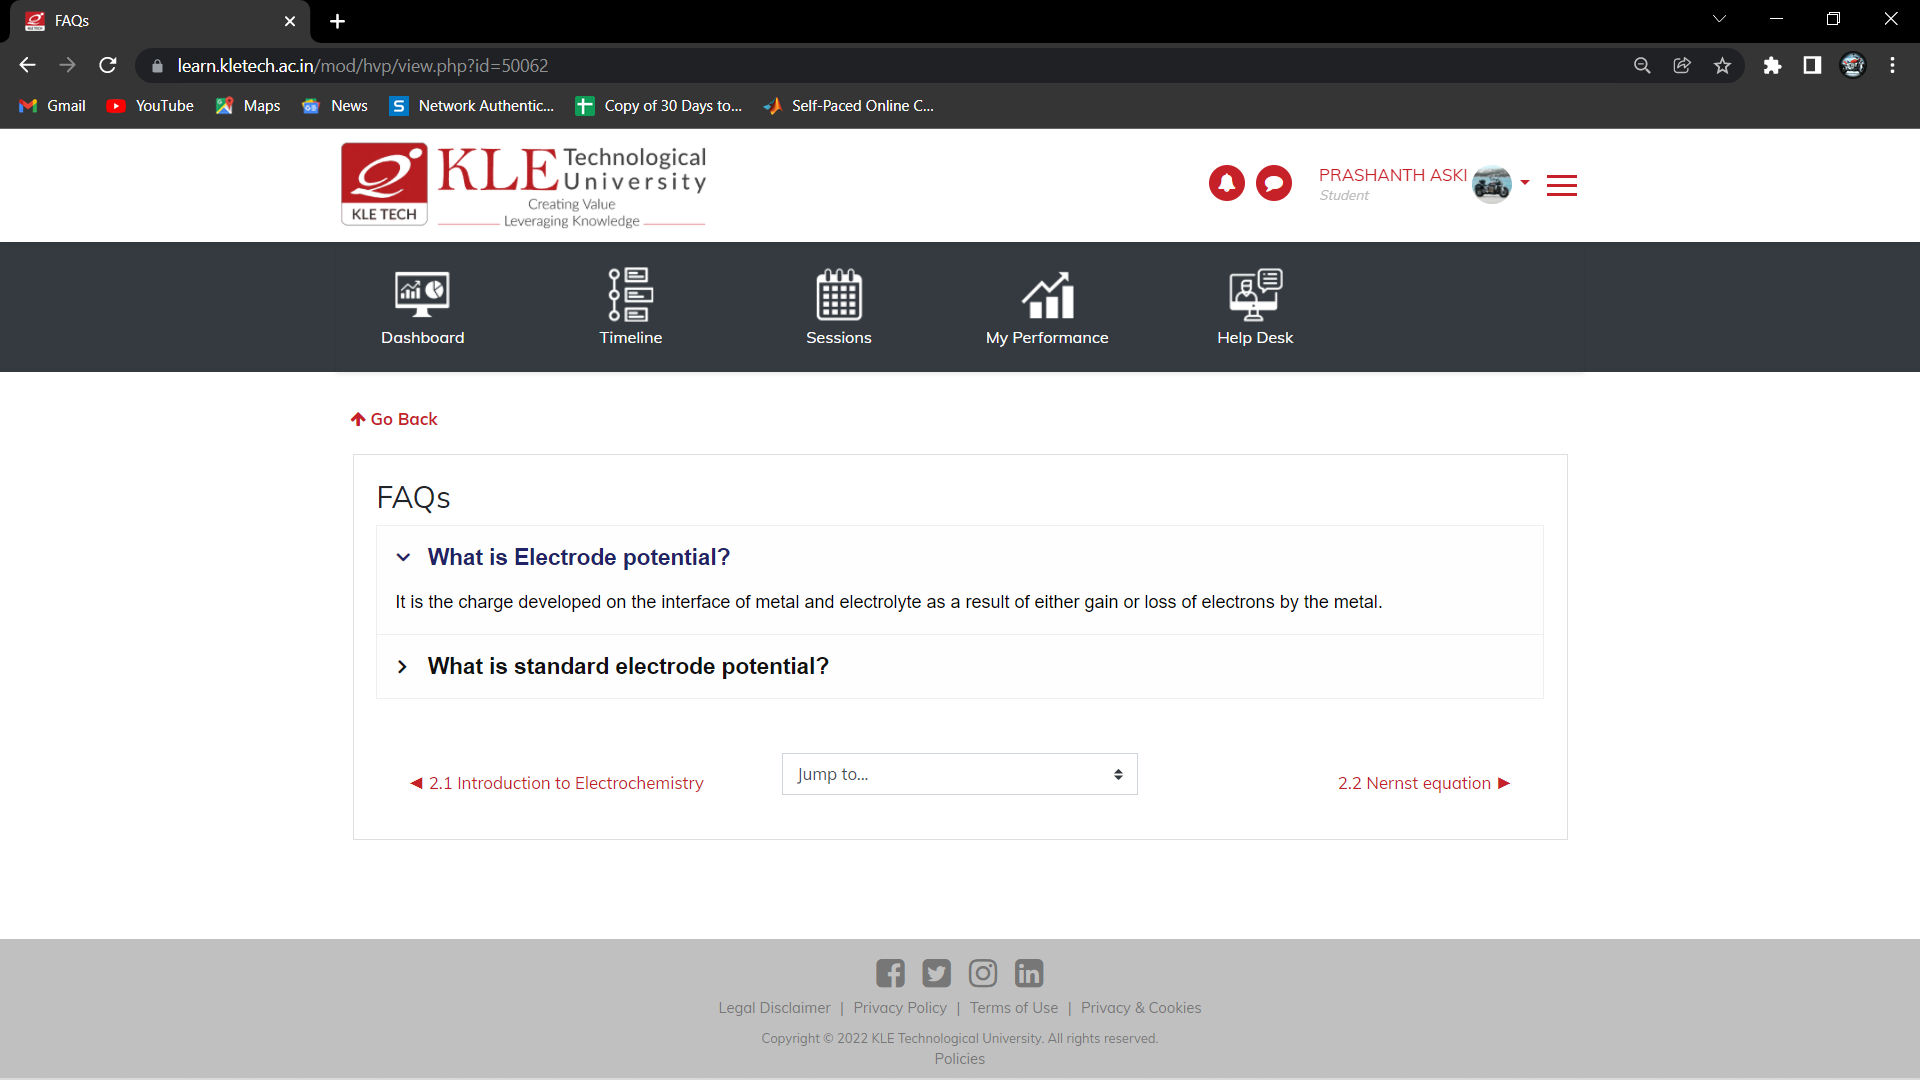 FAQs
learn.kletech.ac.in/mod/hvp/view.php?id=50062
Gmail YouTube Maps News Network Authentic... Copy of 30 Days to... Self-Paced Online C...
KLE TECH
KLE Technological University
Creating Value
Leveraging Knowledge
PRASHANTH ASKI
Student
Dashboard Timeline Sessions My Performance Help Desk
Go Back
FAQs
What is Electrode potential?
It is the charge developed on the interface of metal and electrolyte as a result of either gain or loss of electrons by the metal.
What is standard electrode potential?
◄ 2.1 Introduction to Electrochemistry
Jump to...
2.2 Nernst equation ►
Legal Disclaimer | Privacy Policy | Terms of Use | Privacy & Cookies
Copyright © 2022 KLE Technological University. All rights reserved.
Policies